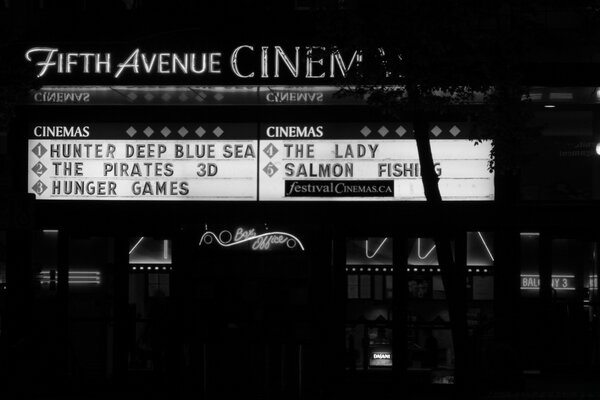 FIFTH AVENUE CINEM
CINEMAS CINEMAS
CINEMAS
1 HUNTER DEEP BLUE SEA
2 THE PIRATES 3D
3 HUNGER GAMES
CINEMAS
4 THE LADY
5 SALMON FISHING
festivalCINEMAS.CA
Box Office
BALCONY 3